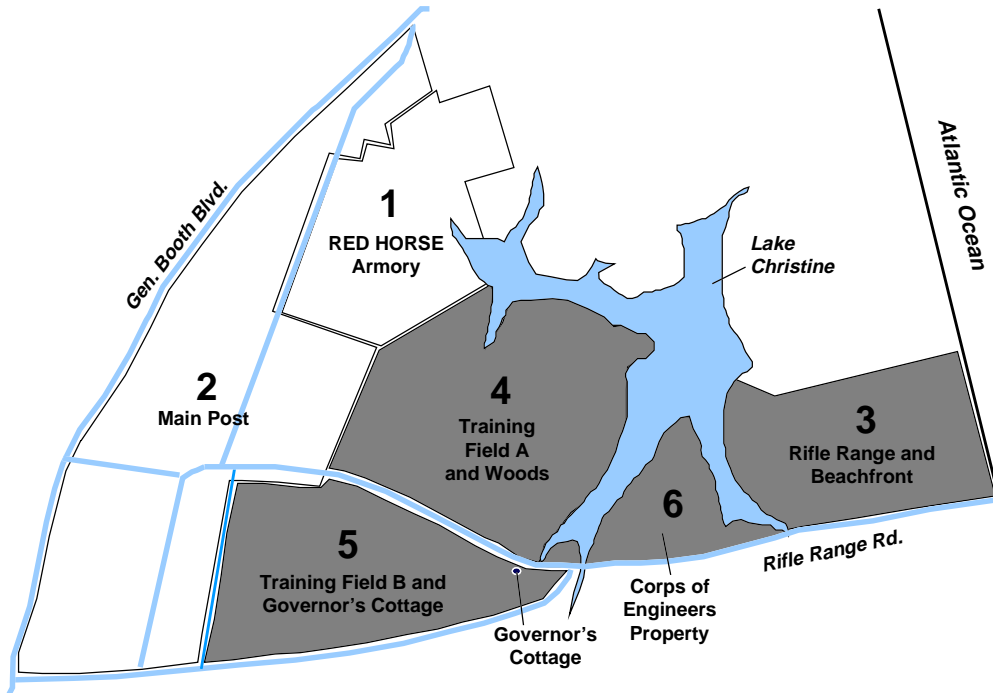 Gen. Booth Blvd.
1
RED HORSE
Armory
Lake
Christine
Atlantic Ocean
2
Main Post
4
Training
Field A
and Woods
3
Rifle Range and
Beachfront
6
5
Training Field B and
Governor's Cottage
Rifle Range Rd.
Corps of
Engineers
Property
Governor's
Cottage